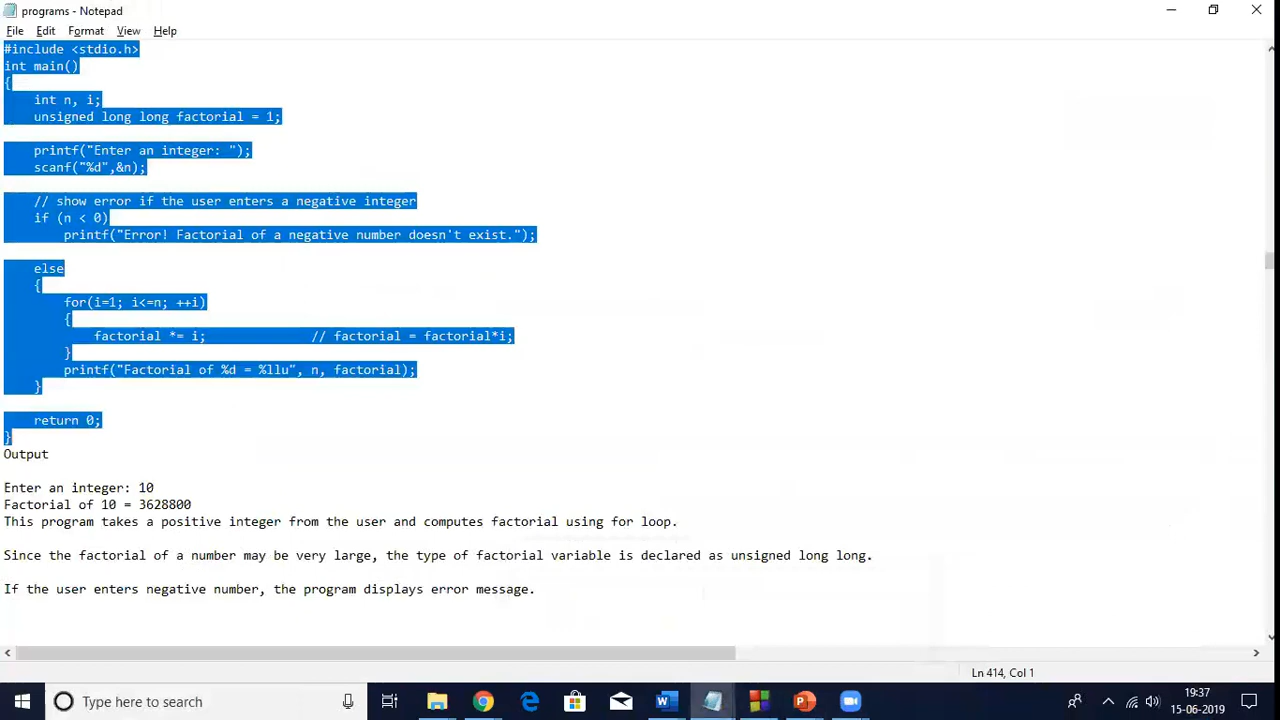 programs - Notepad
File Edit Format View Help
#include <stdio.h>
int main()
{
    int n, i;
    unsigned long long factorial = 1;
    printf("Enter an integer: ");
    scanf("%d",&n);
    // show error if the user enters a negative integer
    if (n < 0)
        printf("Error! Factorial of a negative number doesn't exist.");
    else
    {
        for(i=1; i<=n; ++i)
        {
            factorial *= i;              // factorial = factorial*i;
        }
        printf("Factorial of %d = %llu", n, factorial);
    }
    return 0;
}
Output
Enter an integer: 10
Factorial of 10 = 3628800
This program takes a positive integer from the user and computes factorial using for loop.
Since the factorial of a number may be very large, the type of factorial variable is declared as unsigned long long.
If the user enters negative number, the program displays error message.
Ln 414, Col 1
Type here to search
19:37
15-06-2019